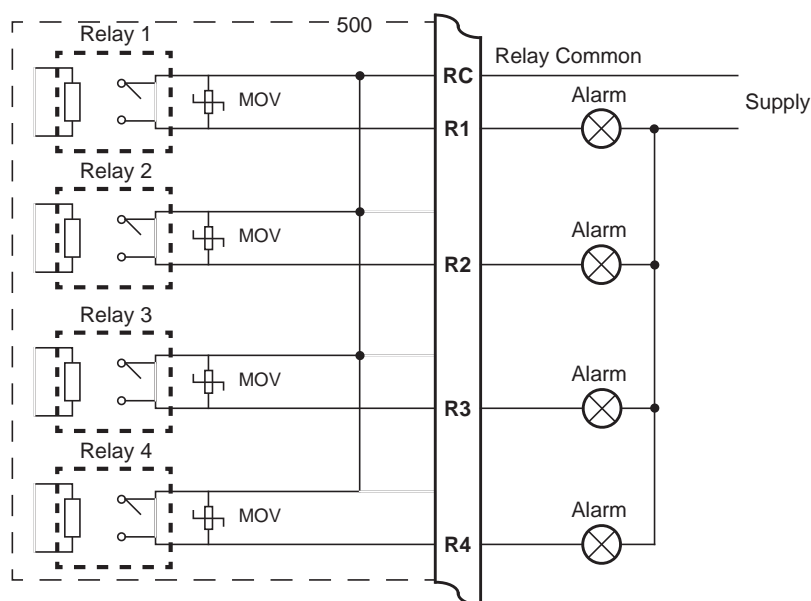 500
Relay 1
Relay Common
RC
Alarm
Supply
MOV
R1
Relay 2
Alarm
MOV
R2
Relay 3
Alarm
MOV
R3
Relay 4
Alarm
MOV
R4